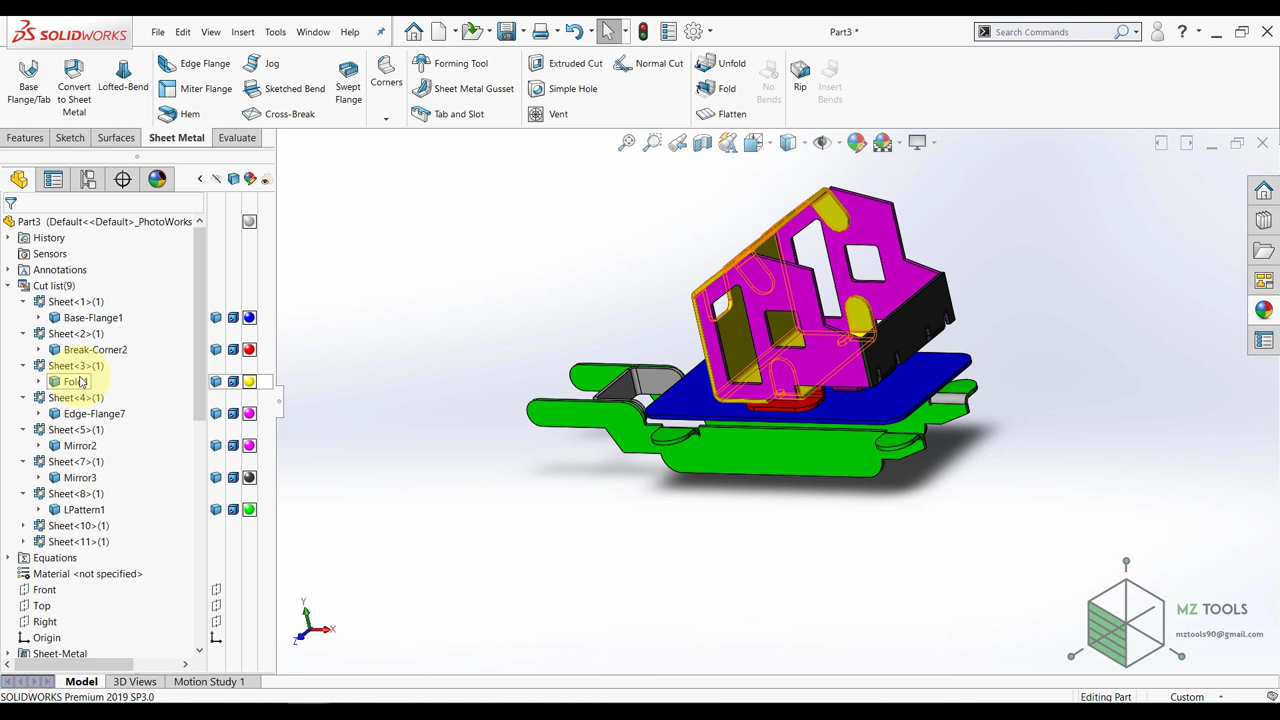 SOLIDWORKS File Edit View Insert Tools Window Help Part3 * Search Commands
Base Flange/Tab
Convert to Sheet Metal
Lofted-Bend
Edge Flange
Miter Flange
Hem
Jog
Sketched Bend
Cross-Break
Swept Flange
Corners
Forming Tool
Sheet Metal Gusset
Tab and Slot
Extruded Cut
Simple Hole
Vent
Normal Cut
Unfold
Fold
Flatten
No Bends
Rip
Insert Bends
Features Sketch Surfaces Sheet Metal Evaluate
Part3 (Default<<Default>_PhotoWorks
History
Sensors
Annotations
Cut list(9)
Sheet<1>(1)
Base-Flange1
Sheet<2>(1)
Break-Corner2
Sheet<3>(1)
Sheet<4>(1)
Edge-Flange7
Sheet<5>(1)
Mirror2
Sheet<7>(1)
Mirror3
Sheet<8>(1)
LPattern1
Sheet<10>(1)
Sheet<11>(1)
Equations
Material <not specified>
Front
Top
Right
Origin
Sheet-Metal
Y
X
Z
MZ TOOLS
mztools90@gmail.com
Model 3D Views Motion Study 1
SOLIDWORKS Premium 2019 SP3.0 Editing Part Custom